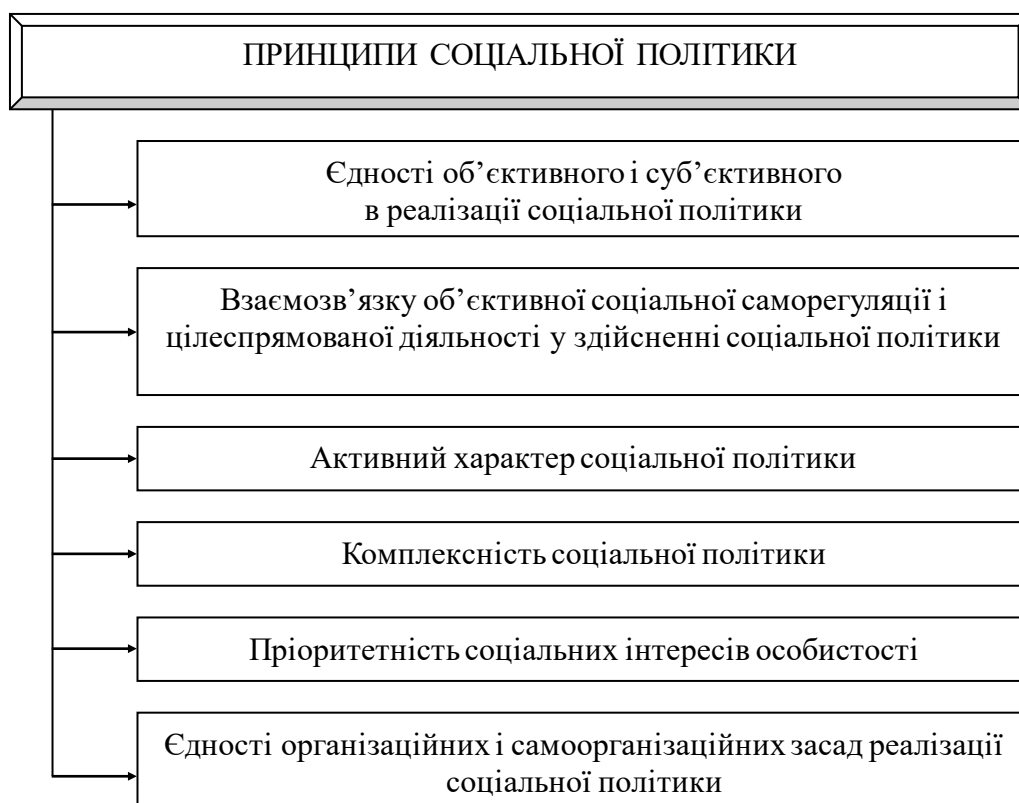 ПРИНЦИПИ СОЦІАЛЬНОЇ ПОЛІТИКИ
Єдності об’єктивного і суб’єктивного
в реалізації соціальної політики
Взаємозв’язку об’єктивної соціальної саморегуляції і
цілеспрямованої діяльності у здійсненні соціальної політики
Активний характер соціальної політики
Комплексність соціальної політики
Пріоритетність соціальних інтересів особистості
Єдності організаційних і самоорганізаційних засад реалізації
соціальної політики